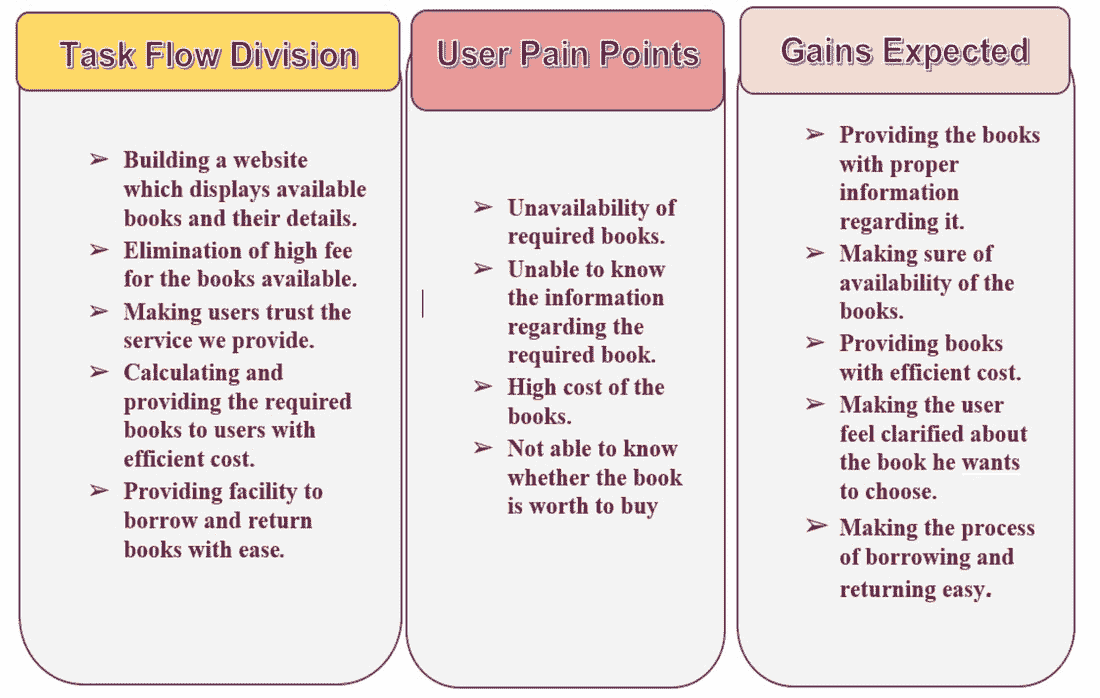 Task Flow Division
➢ Building a website
which displays available
books and their details.
➢ Elimination of high fee
for the books available.
➢ Making users trust the
service we provide.
➢ Calculating and
providing the required
books to users with
efficient cost.
➢ Providing facility to
borrow and return
books with ease.
User Pain Points
➢ Unavailability of
required books.
➢ Unable to know
the information
regarding the
required book.
➢ High cost of the
books.
➢ Not able to know
whether the book
is worth to buy
Gains Expected
➢ Providing the books
with proper
information
regarding it.
➢ Making sure of
availability of the
books.
➢ Providing books
with efficient cost.
➢ Making the user
feel clarified about
the book he wants
to choose.
➢ Making the process
of borrowing and
returning easy.